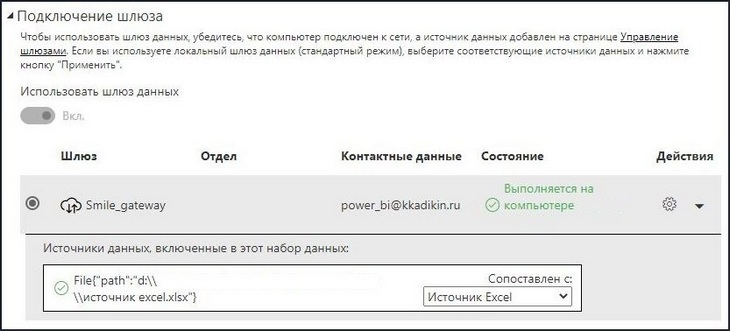 Подключение шлюза
Чтобы использовать шлюз данных, убедитесь, что компьютер подключен к сети, а источник данных добавлен на странице Управление
шлюзами. Если вы используете локальный шлюз данных (стандартный режим), выберите соответствующие источники данных и нажмите
кнопку "Применить".
Использовать шлюз данных
Вкл.
Шлюз Отдел Контактные данные Состояние Действия
Smile_gateway power_bi@kkadikin.ru Выполняется на
компьютере
Источники данных, включенные в этот набор данных:
File{"path":"d:\\ Сопоставлен с:
\\источник excel.xlsx"} Источник Excel